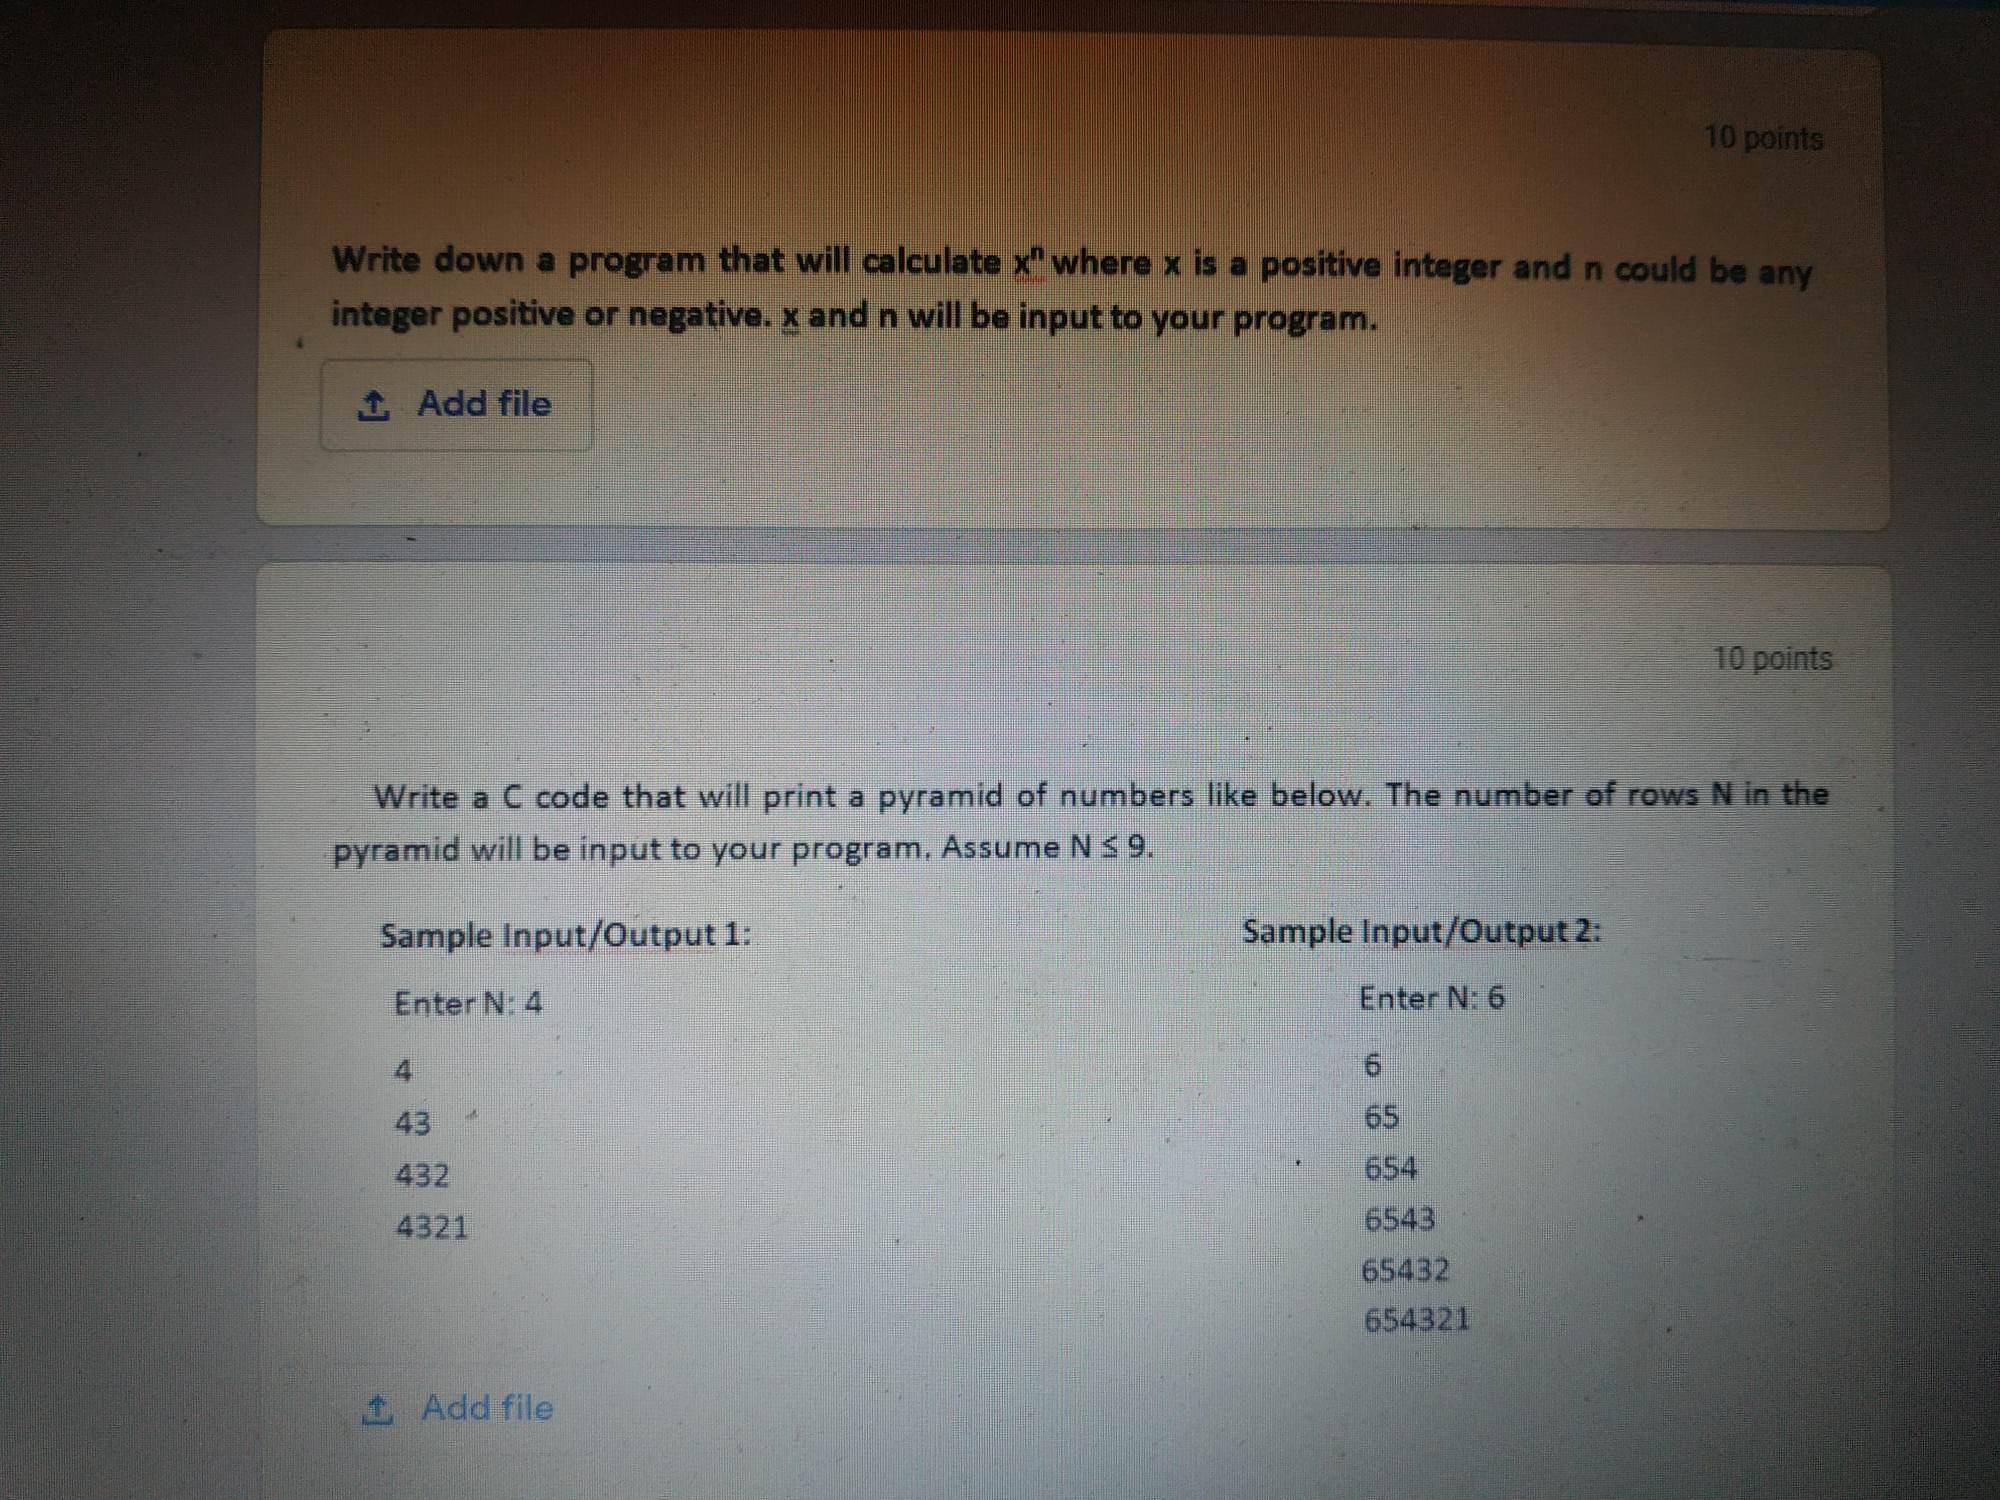 10 points
Write down a program that will calculate xⁿ where x is a positive integer and n could be any
integer positive or negative. x and n will be input to your program.
Add file
10 points
Write a C code that will print a pyramid of numbers like below. The number of rows N in the
pyramid will be input to your program. Assume N ≤ 9.
Sample Input/Output 1:
Enter N: 4
4
43
432
4321
Sample Input/Output 2:
Enter N: 6
6
65
654
6543
65432
654321
Add file